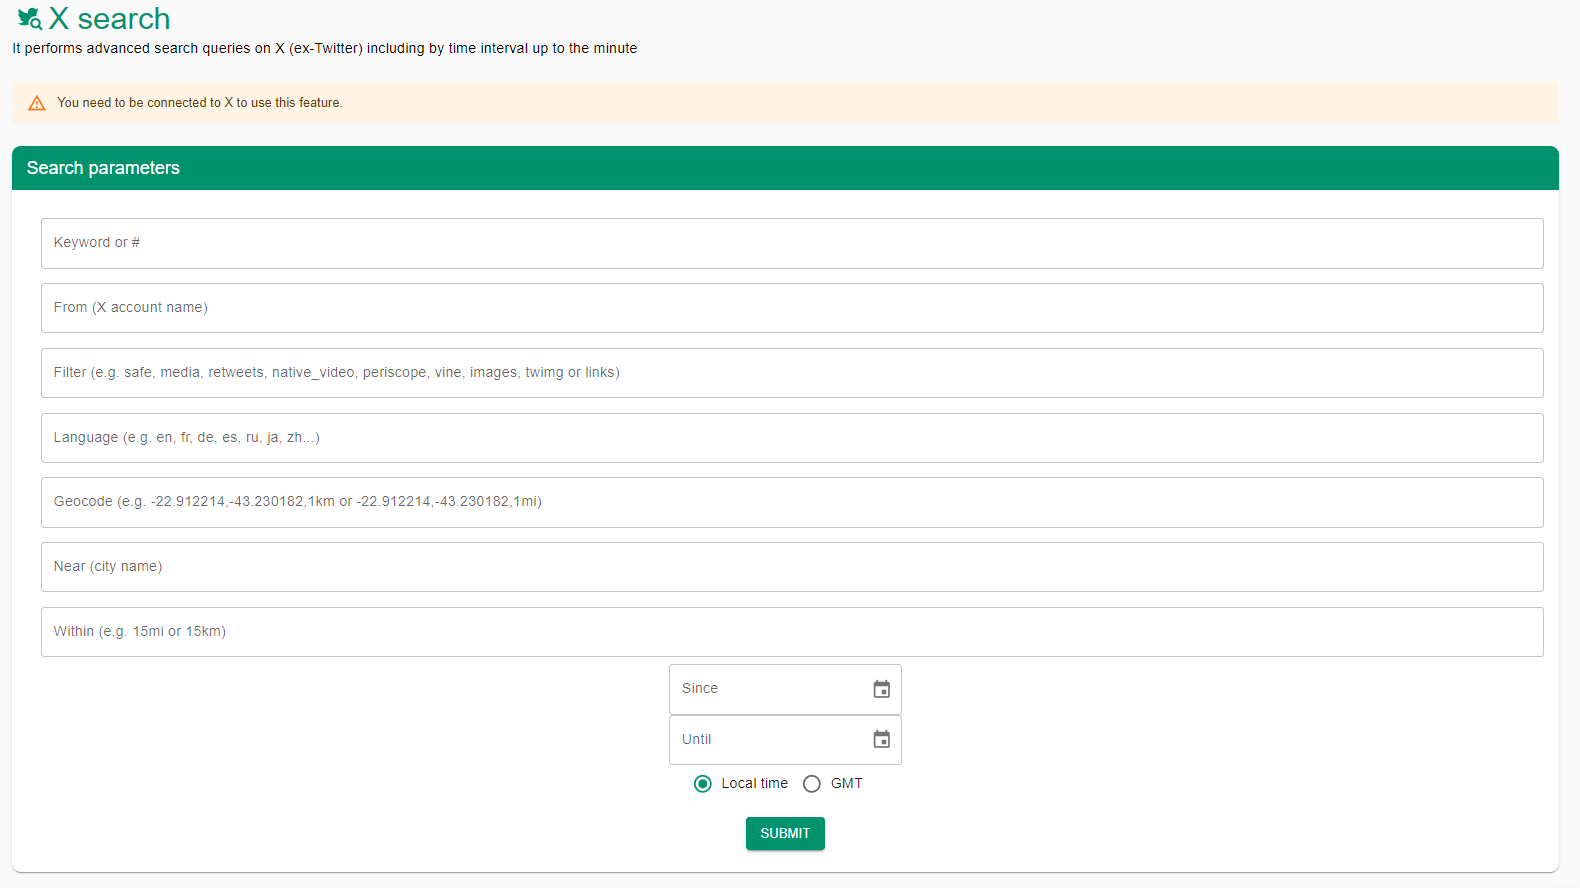 X search
It performs advanced search queries on X (ex-Twitter) including by time interval up to the minute
You need to be connected to X to use this feature.
Search parameters
Keyword or #
From (X account name)
Filter (e.g. safe, media, retweets, native_video, periscope, vine, images, twimg or links)
Language (e.g. en, fr, de, es, ru, ja, zh...)
Geocode (e.g. -22.912214,-43.230182,1km or -22.912214,-43.230182,1mi)
Near (city name)
Within (e.g. 15mi or 15km)
Since
Until
Local time GMT
SUBMIT